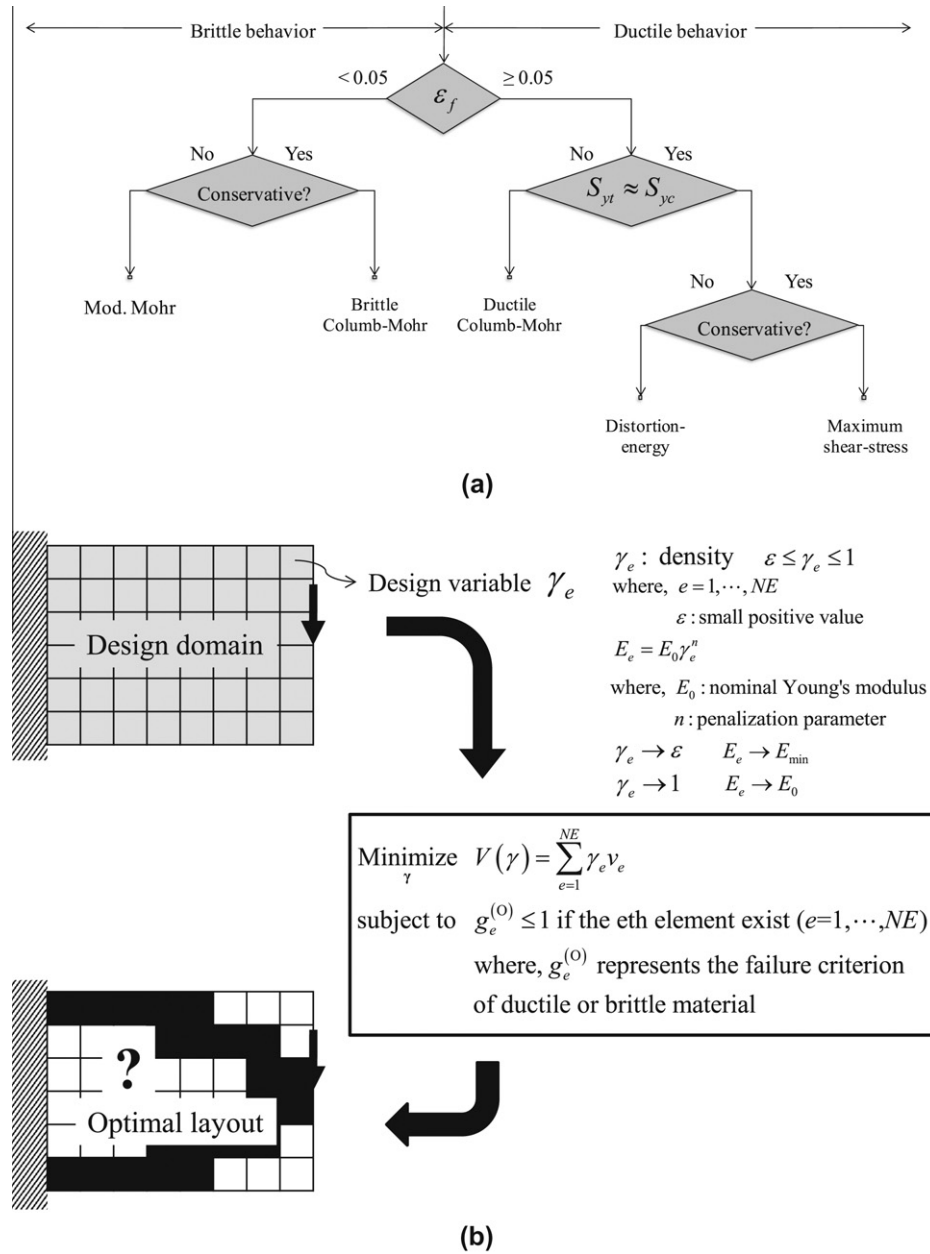 Brittle behavior
Ductile behavior
< 0.05
≥ 0.05
ε_f
No
Yes
No
Yes
Conservative?
S_yt ≈ S_yc
Mod. Mohr
Brittle
Columb-Mohr
Ductile
Columb-Mohr
No
Yes
Conservative?
Distortion-
energy
Maximum
shear-stress
(a)
Design variable γ_e
Design domain
γ_e : density ε ≤ γ_e ≤ 1
where, e = 1, ⋯, NE
ε : small positive value
E_e = E_0 γ_e^n
where, E_0 : nominal Young's modulus
n : penalization parameter
γ_e → ε E_e → E_min
γ_e → 1 E_e → E_0
Minimize V(γ) = ∑_{e=1}^{NE} γ_e v_e
γ
subject to g_e^(O) ≤ 1 if the eth element exist (e=1, ⋯, NE)
where, g_e^(O) represents the failure criterion
of ductile or brittle material
?
Optimal layout
(b)